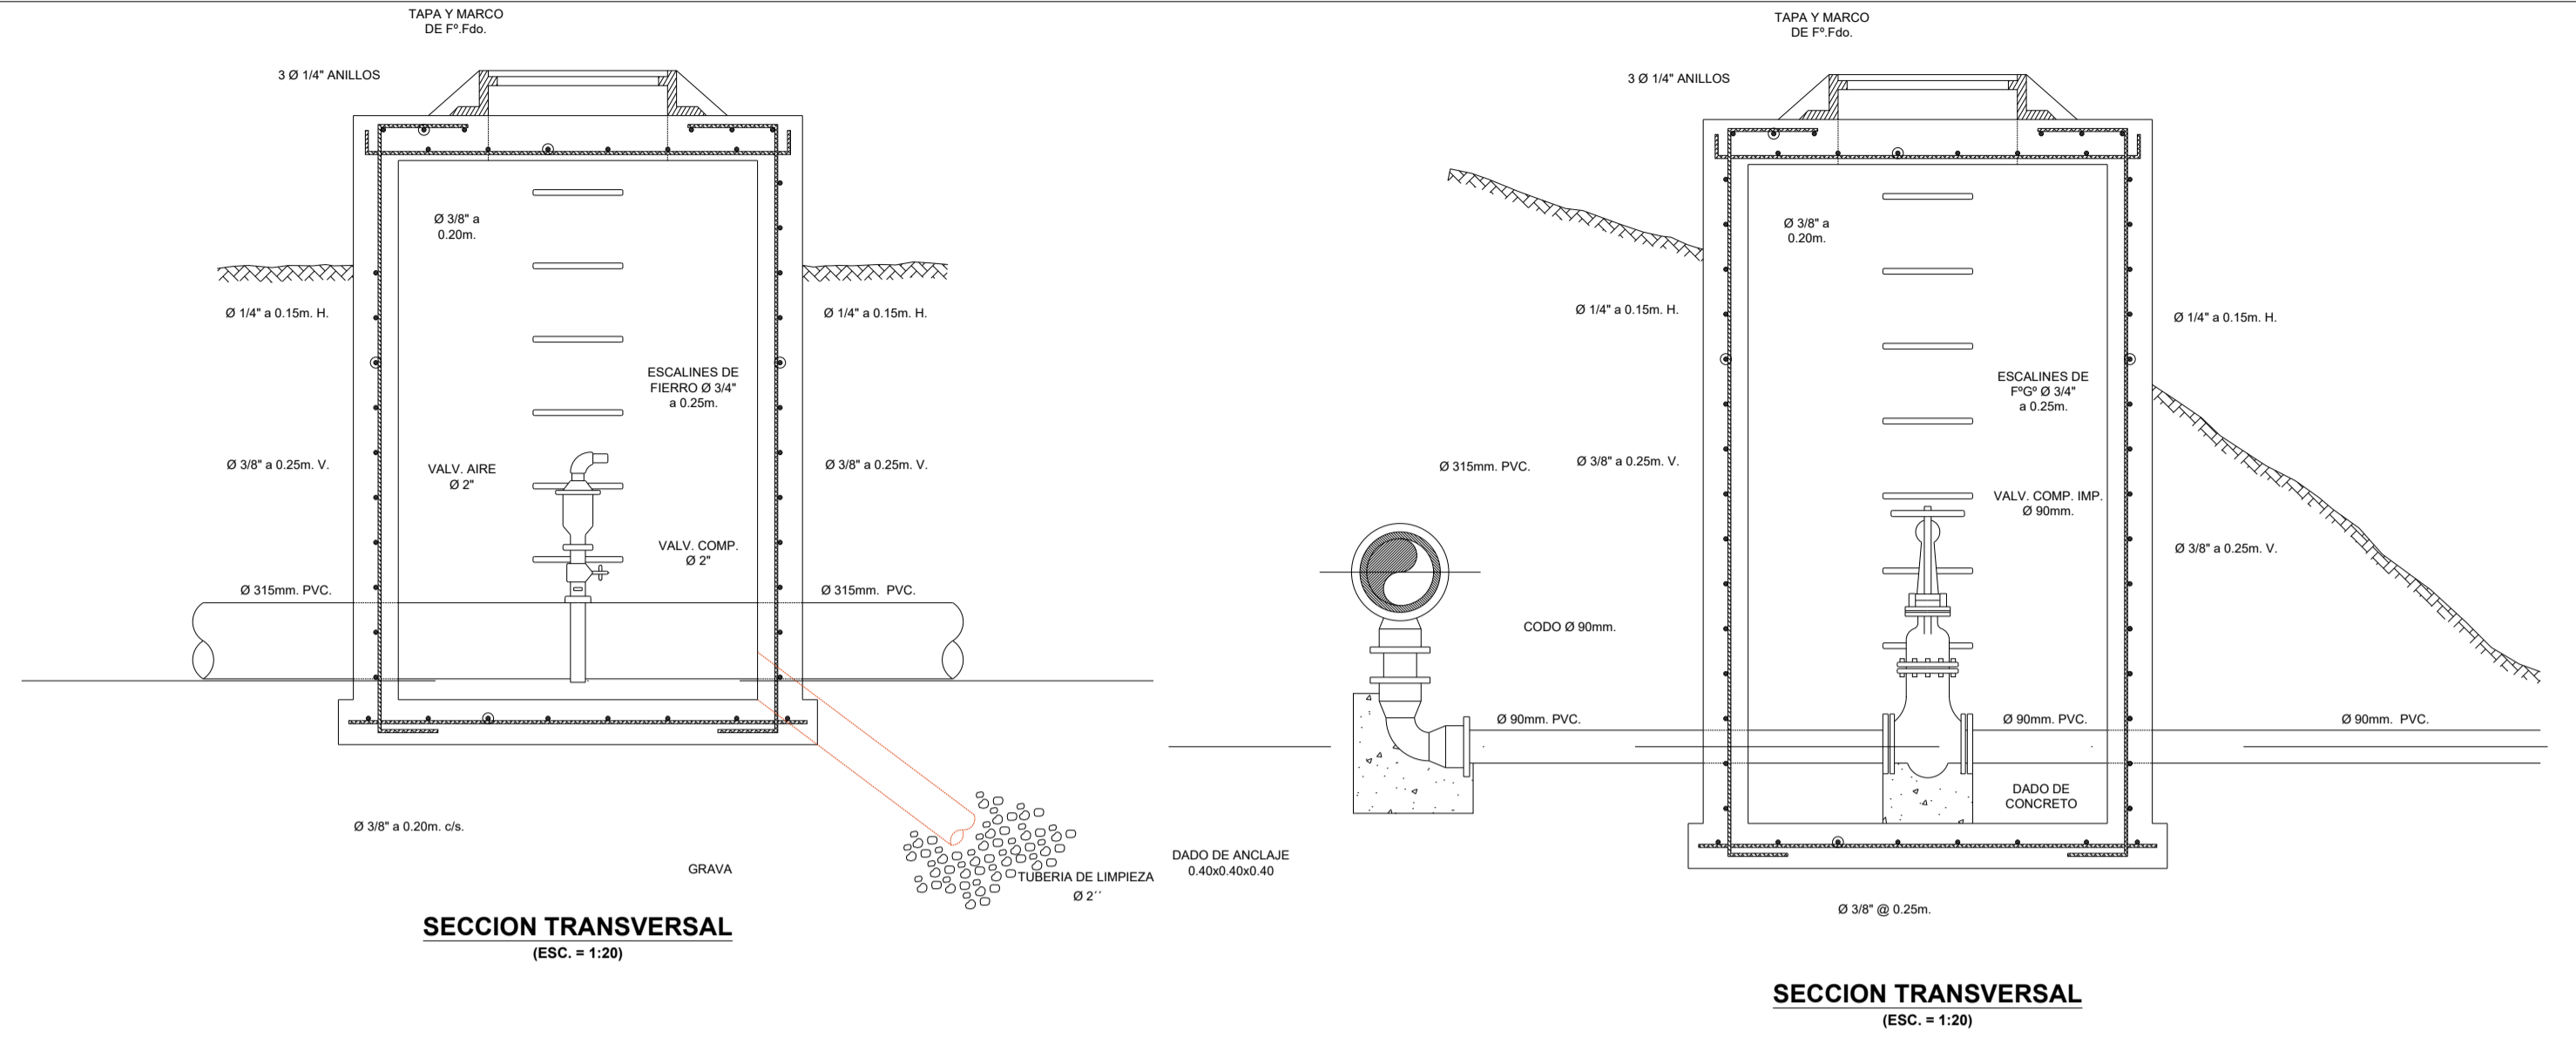 TAPA Y MARCO
DE Fº.Fdo.
3 Ø 1/4" ANILLOS
Ø 3/8" a
0.20m.
Ø 1/4" a 0.15m. H.
Ø 1/4" a 0.15m. H.
ESCALINES DE
FIERRO Ø 3/4"
a 0.25m.
Ø 3/8" a 0.25m. V.
VALV. AIRE
Ø 2"
Ø 3/8" a 0.25m. V.
VALV. COMP.
Ø 2"
Ø 315mm. PVC.
Ø 315mm. PVC.
Ø 3/8" a 0.20m. c/s.
GRAVA
TUBERIA DE LIMPIEZA
Ø 2´´
SECCION TRANSVERSAL
(ESC. = 1:20)
TAPA Y MARCO
DE Fº.Fdo.
3 Ø 1/4" ANILLOS
Ø 3/8" a
0.20m.
Ø 1/4" a 0.15m. H.
Ø 1/4" a 0.15m. H.
ESCALINES DE
FºGº Ø 3/4"
a 0.25m.
Ø 315mm. PVC.
Ø 3/8" a 0.25m. V.
VALV. COMP. IMP.
Ø 90mm.
Ø 3/8" a 0.25m. V.
CODO Ø 90mm.
Ø 90mm. PVC.
Ø 90mm. PVC.
Ø 90mm. PVC.
DADO DE
CONCRETO
DADO DE ANCLAJE
0.40x0.40x0.40
Ø 3/8" @ 0.25m.
SECCION TRANSVERSAL
(ESC. = 1:20)